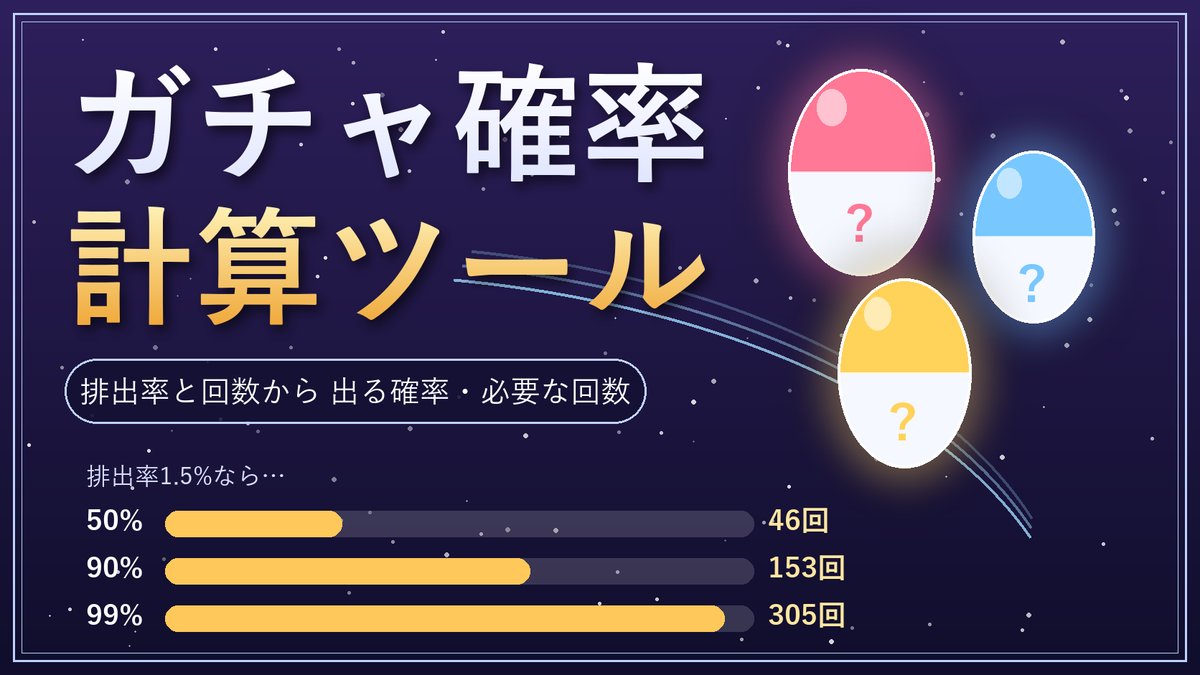 ガチャ確率
計算ツール
排出率と回数から 出る確率・必要な回数
排出率1.5%なら…
50% 46回
90% 153回
99% 305回
?
?
?